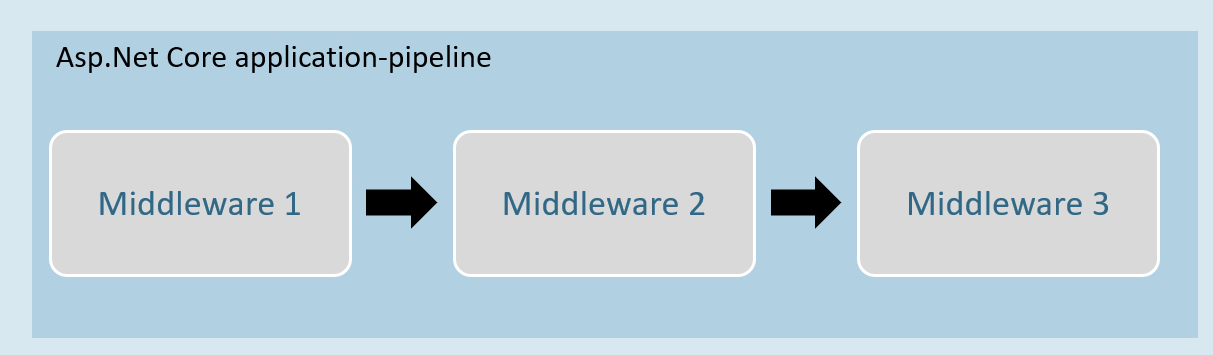 Asp.Net Core application-pipeline
Middleware 1
Middleware 2
Middleware 3